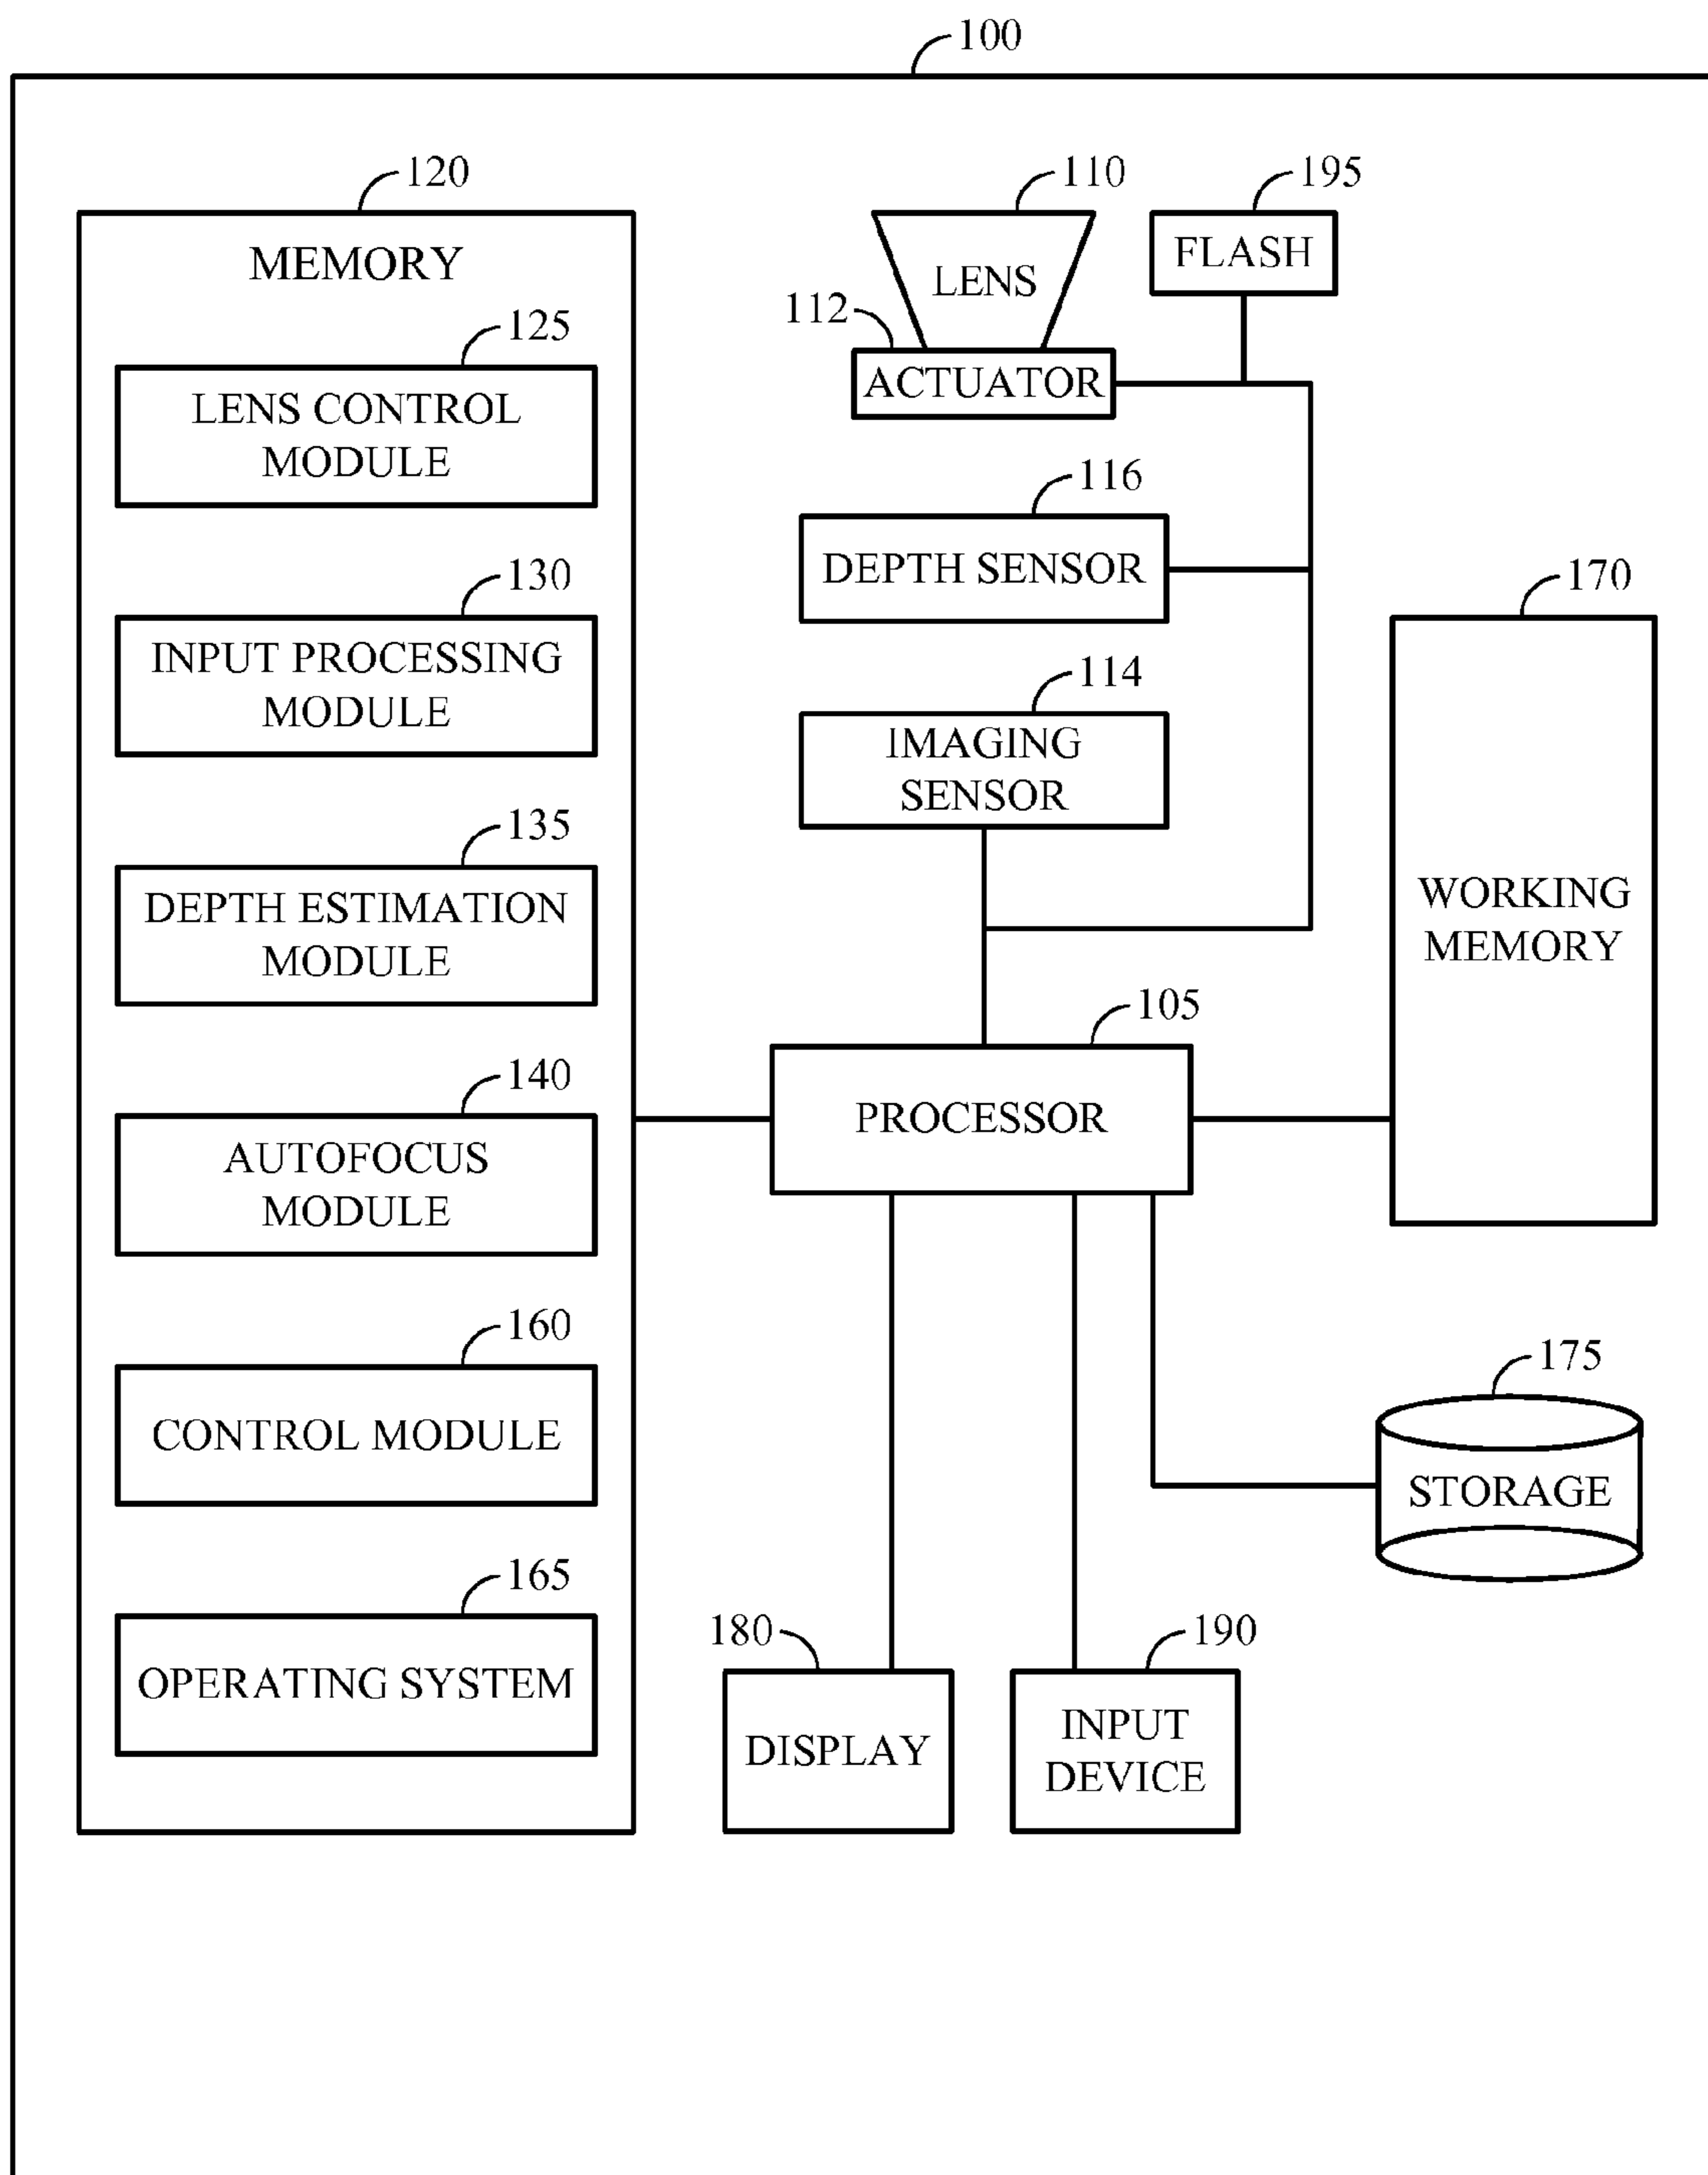 100
120
MEMORY
125
LENS CONTROL
MODULE
130
INPUT PROCESSING
MODULE
135
DEPTH ESTIMATION
MODULE
140
AUTOFOCUS
MODULE
160
CONTROL MODULE
165
OPERATING SYSTEM
110
LENS
195
FLASH
112
ACTUATOR
116
DEPTH SENSOR
114
IMAGING
SENSOR
105
PROCESSOR
170
WORKING
MEMORY
175
STORAGE
180
DISPLAY
190
INPUT
DEVICE